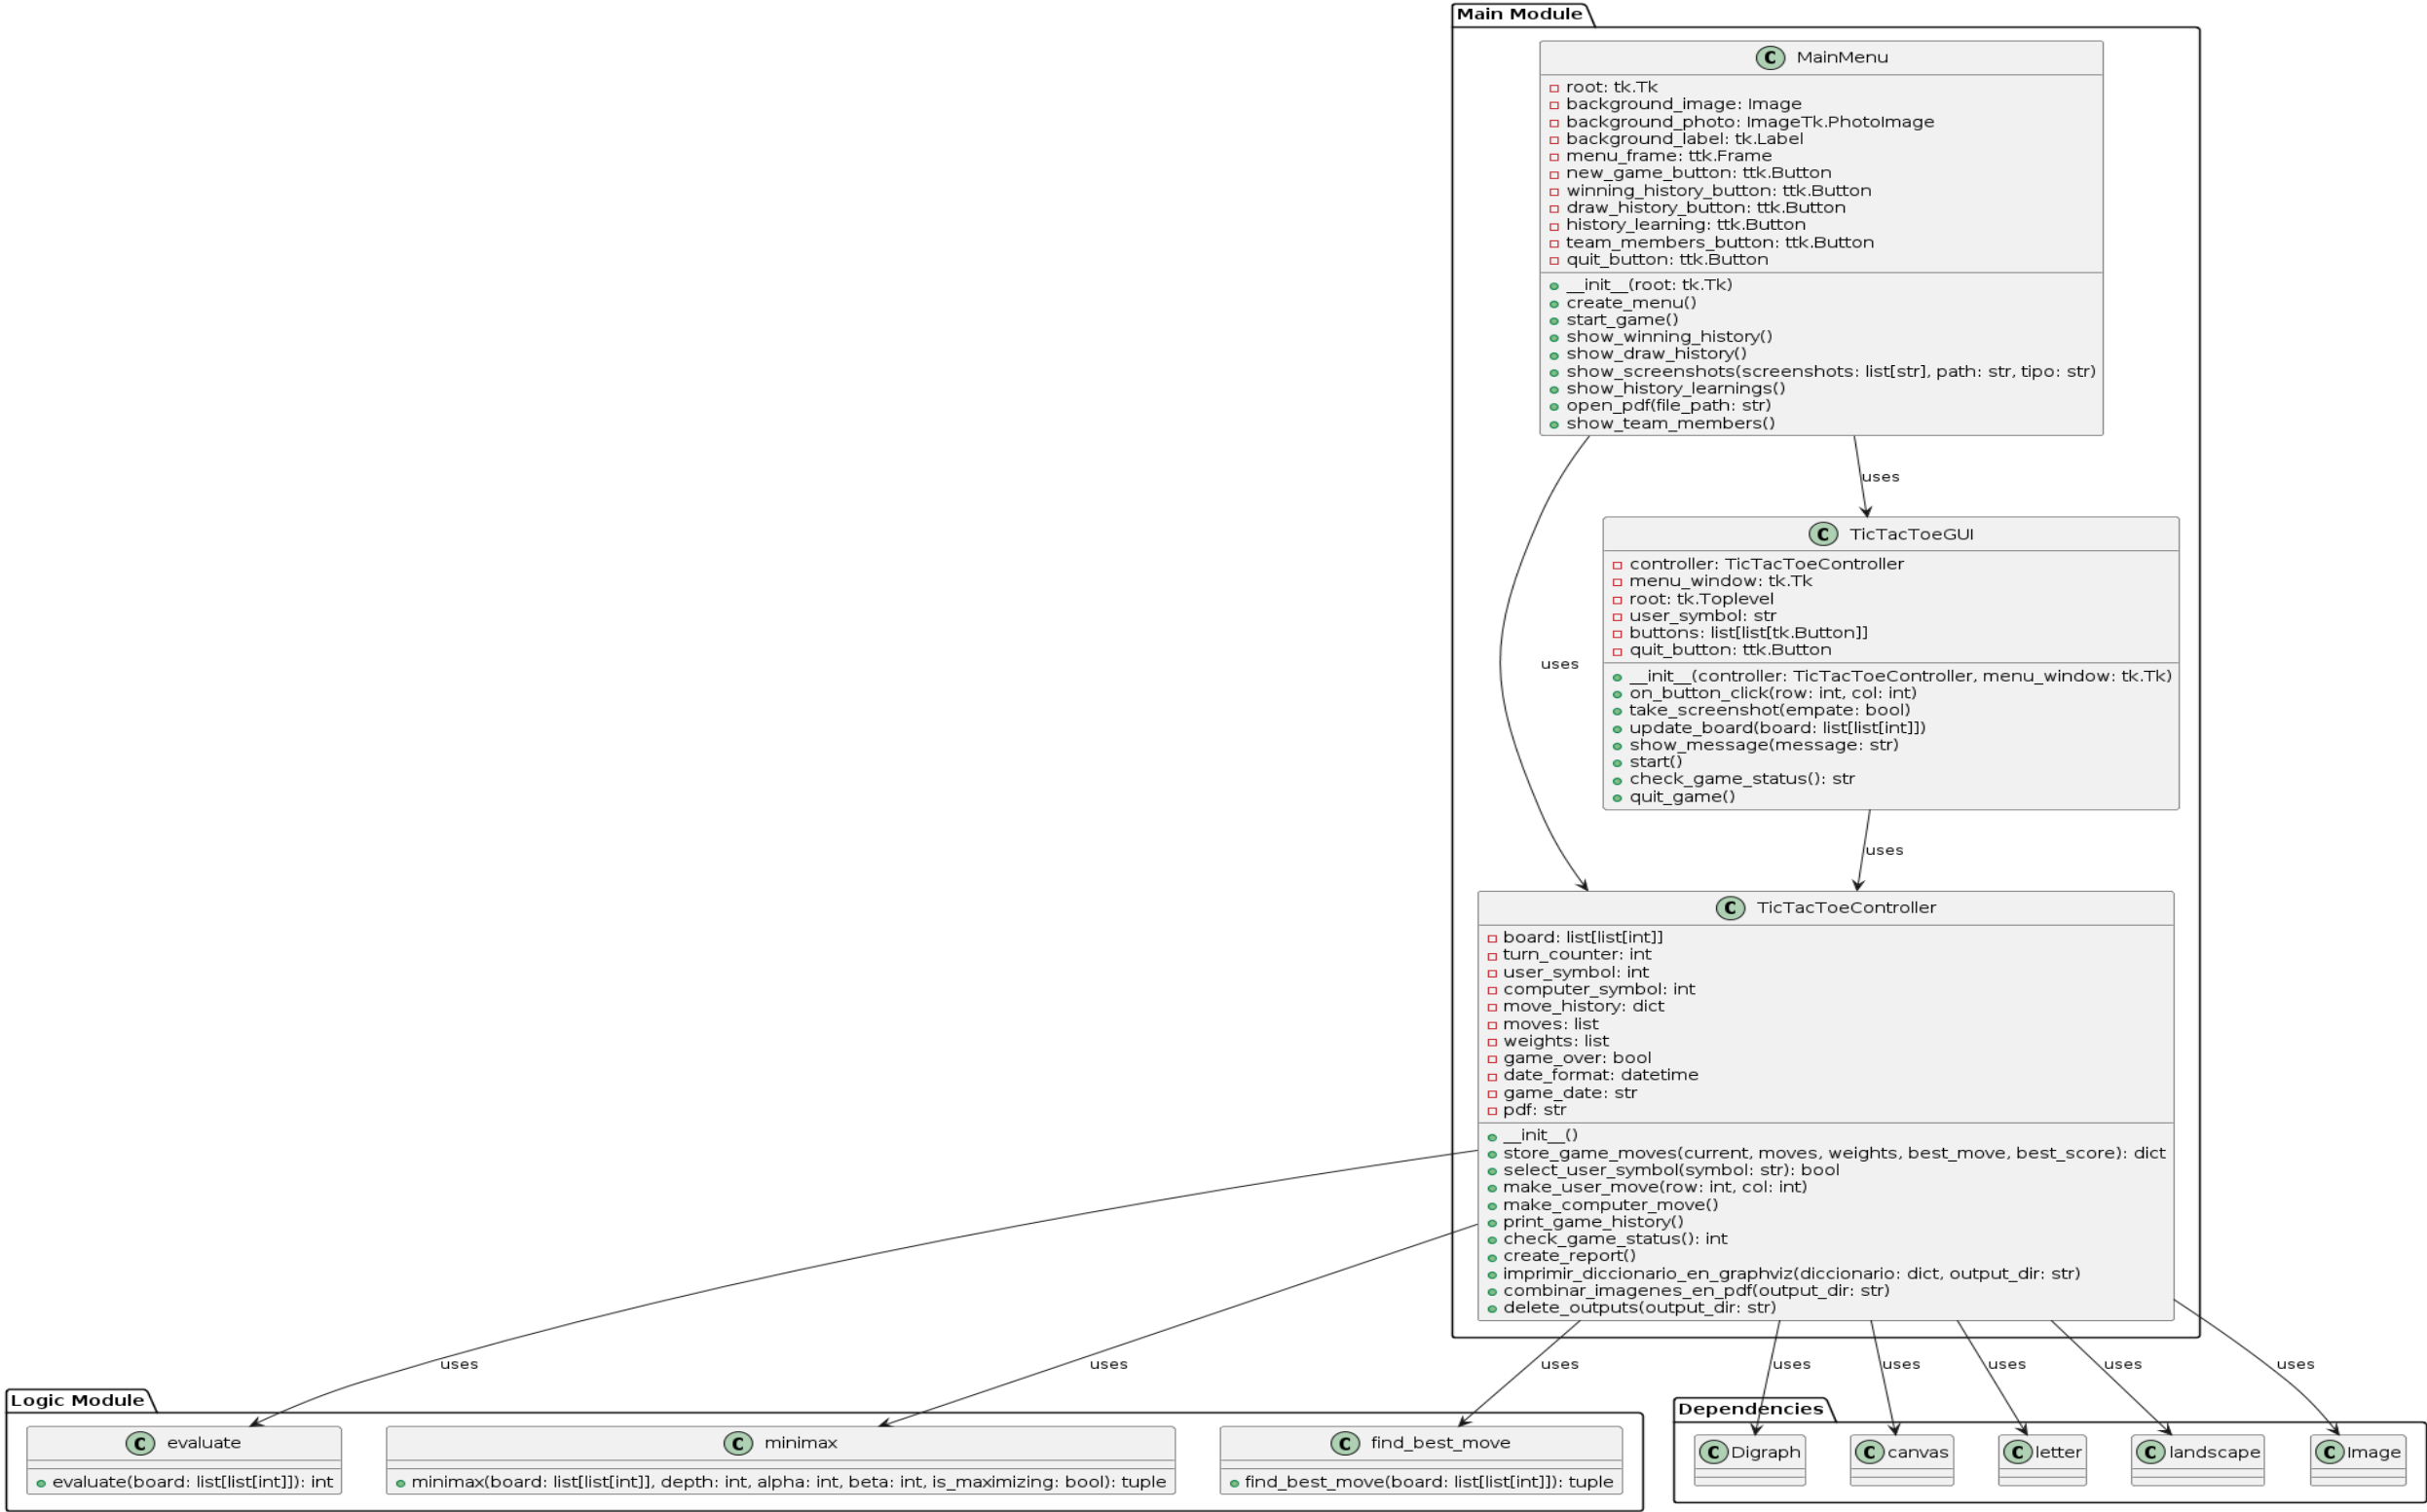 Main Module
C MainMenu
root: tk.Tk
background_image: Image
background_photo: ImageTk.PhotoImage
background_label: tk.Label
menu_frame: ttk.Frame
new_game_button: ttk.Button
winning_history_button: ttk.Button
draw_history_button: ttk.Button
history_learning: ttk.Button
team_members_button: ttk.Button
quit_button: ttk.Button
__init__(root: tk.Tk)
create_menu()
start_game()
show_winning_history()
show_draw_history()
show_screenshots(screenshots: list[str], path: str, tipo: str)
show_history_learnings()
open_pdf(file_path: str)
show_team_members()
uses
C TicTacToeGUI
controller: TicTacToeController
menu_window: tk.Tk
root: tk.Toplevel
user_symbol: str
buttons: list[list[tk.Button]]
quit_button: ttk.Button
uses
__init__(controller: TicTacToeController, menu_window: tk.Tk)
on_button_click(row: int, col: int)
take_screenshot(empate: bool)
update_board(board: list[list[int]])
show_message(message: str)
start()
check_game_status(): str
quit_game()
uses
C TicTacToeController
board: list[list[int]]
turn_counter: int
user_symbol: int
computer_symbol: int
move_history: dict
moves: list
weights: list
game_over: bool
date_format: datetime
game_date: str
pdf: str
__init__()
store_game_moves(current, moves, weights, best_move, best_score): dict
select_user_symbol(symbol: str): bool
make_user_move(row: int, col: int)
make_computer_move()
print_game_history()
check_game_status(): int
create_report()
imprimir_diccionario_en_graphviz(diccionario: dict, output_dir: str)
combinar_imagenes_en_pdf(output_dir: str)
delete_outputs(output_dir: str)
uses
uses
uses
uses
uses
uses
uses
uses
Logic Module
C evaluate
evaluate(board: list[list[int]]): int
C minimax
minimax(board: list[list[int]], depth: int, alpha: int, beta: int, is_maximizing: bool): tuple
C find_best_move
find_best_move(board: list[list[int]]): tuple
Dependencies
C Digraph
C canvas
C letter
C landscape
C Image